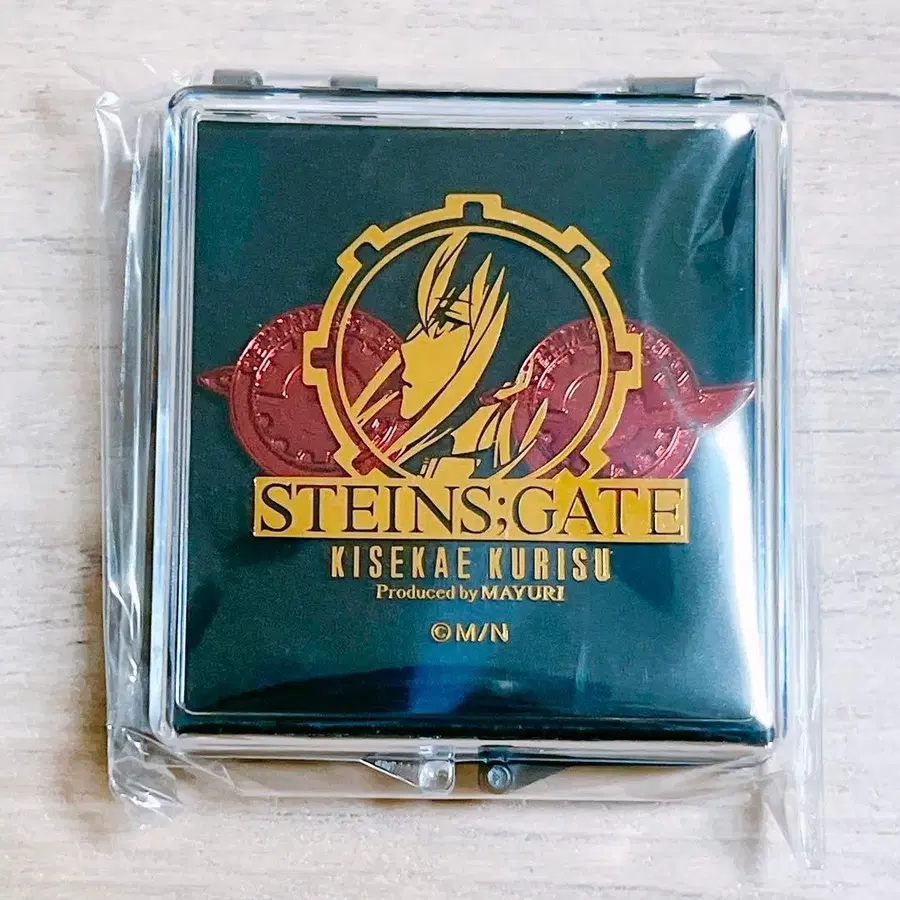 STEINS;GATE
KISEKAE KURISU
Produced by MAYURI
©M/N